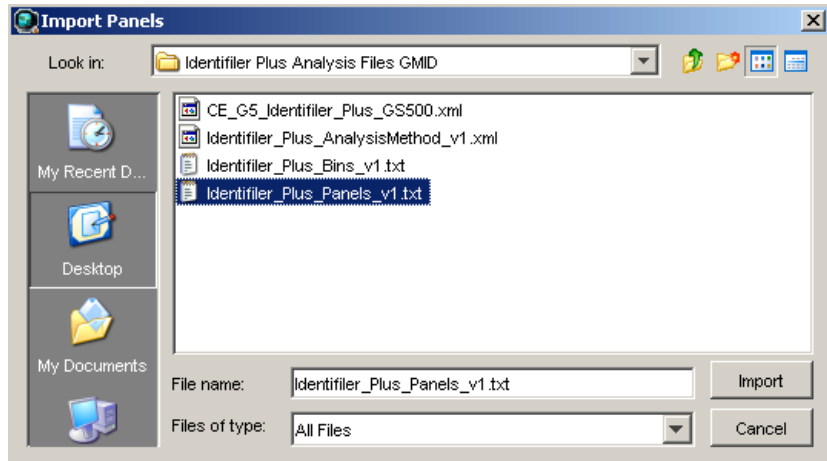 Import Panels
Look in:
Identifiler Plus Analysis Files GMID
CE_G5_Identifiler_Plus_GS500.xml
Identifiler_Plus_AnalysisMethod_v1.xml
Identifiler_Plus_Bins_v1.txt
Identifiler_Plus_Panels_v1.txt
My Recent D...
Desktop
My Documents
File name:
Identifiler_Plus_Panels_v1.txt
Import
Files of type:
All Files
Cancel